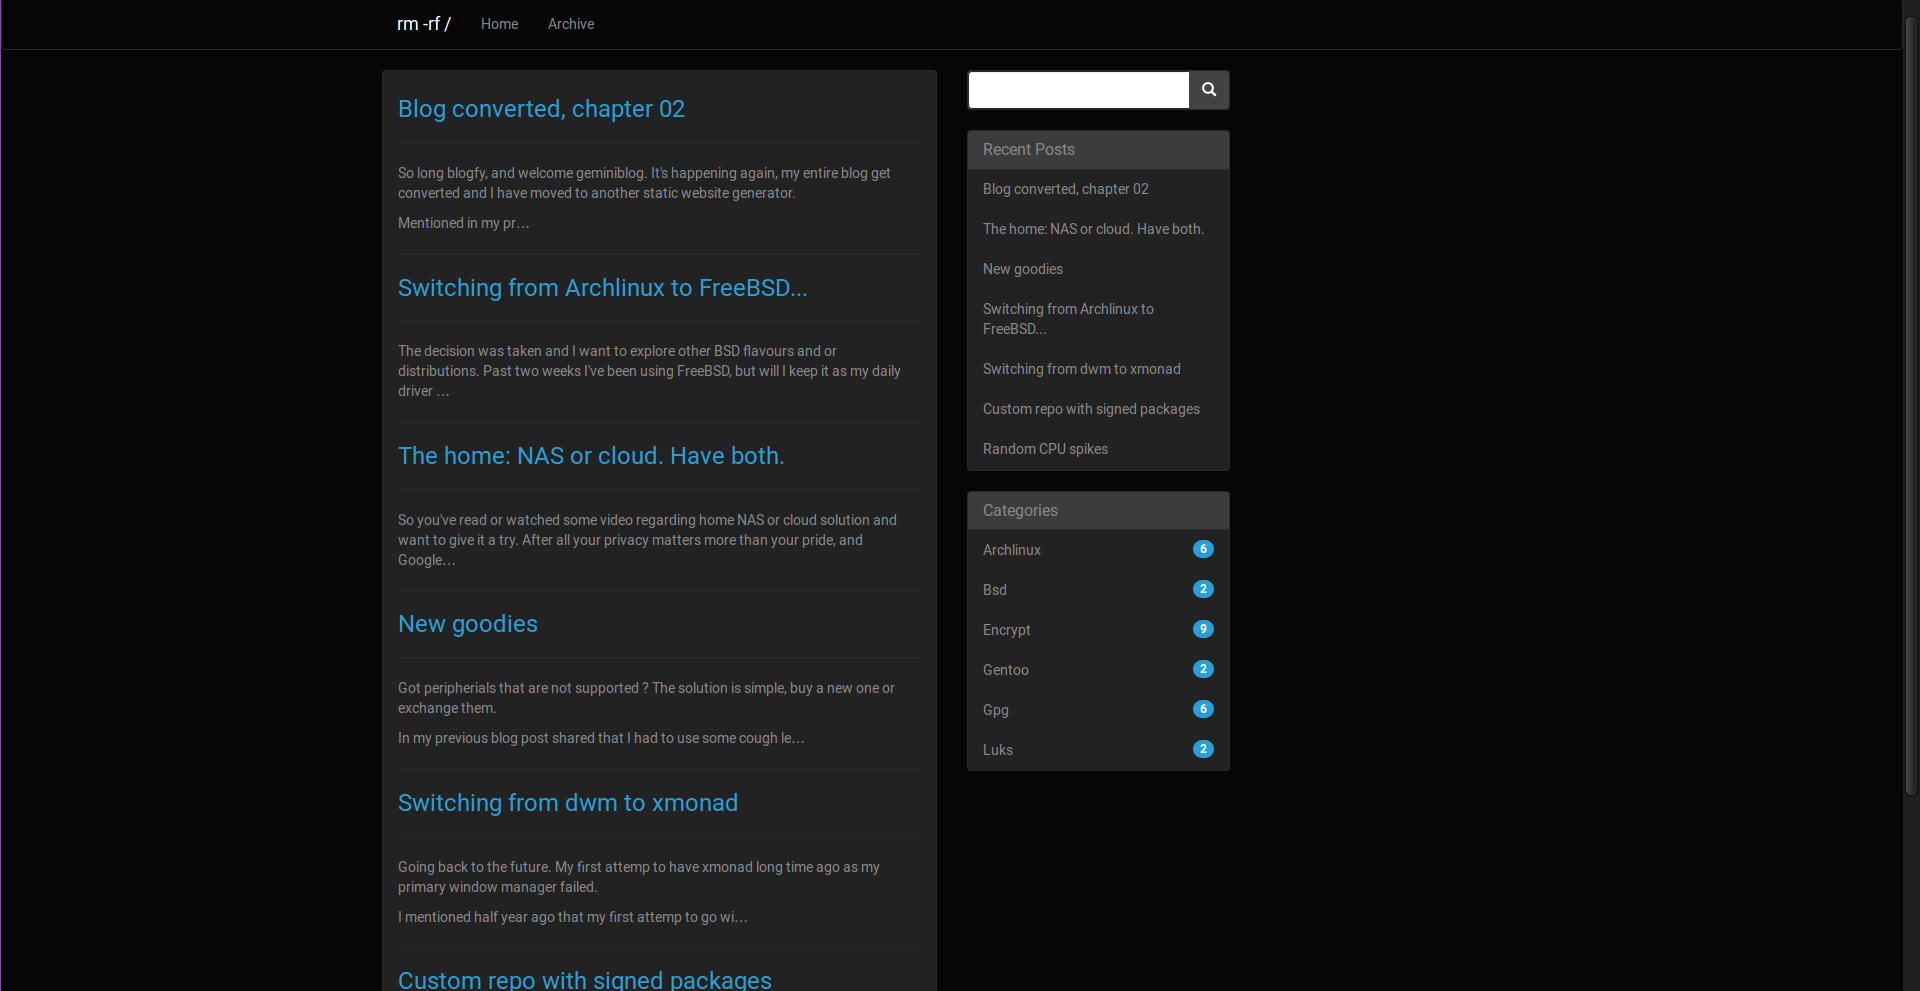 rm -rf / Home Archive
Blog converted, chapter 02
So long blogfy, and welcome geminiblog. It's happening again, my entire blog get
converted and I have moved to another static website generator.
Mentioned in my pr…
Switching from Archlinux to FreeBSD...
The decision was taken and I want to explore other BSD flavours and or
distributions. Past two weeks I've been using FreeBSD, but will I keep it as my daily
driver …
The home: NAS or cloud. Have both.
So you've read or watched some video regarding home NAS or cloud solution and
want to give it a try. After all your privacy matters more than your pride, and
Google…
New goodies
Got peripherials that are not supported ? The solution is simple, buy a new one or
exchange them.
In my previous blog post shared that I had to use some cough le…
Switching from dwm to xmonad
Going back to the future. My first attemp to have xmonad long time ago as my
primary window manager failed.
I mentioned half year ago that my first attemp to go wi…
Custom repo with signed packages
Recent Posts
Blog converted, chapter 02
The home: NAS or cloud. Have both.
New goodies
Switching from Archlinux to
FreeBSD...
Switching from dwm to xmonad
Custom repo with signed packages
Random CPU spikes
Categories
Archlinux 6
Bsd 2
Encrypt 9
Gentoo 2
Gpg 6
Luks 2